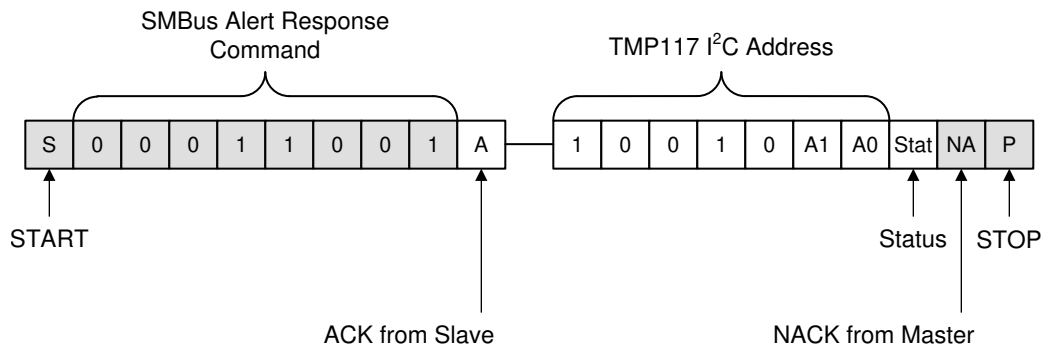 SMBus Alert Response
Command
TMP117 I²C Address
S 0 0 0 1 1 0 0 1 A 1 0 0 1 0 A1 A0 Stat NA P
START
Status
STOP
ACK from Slave
NACK from Master